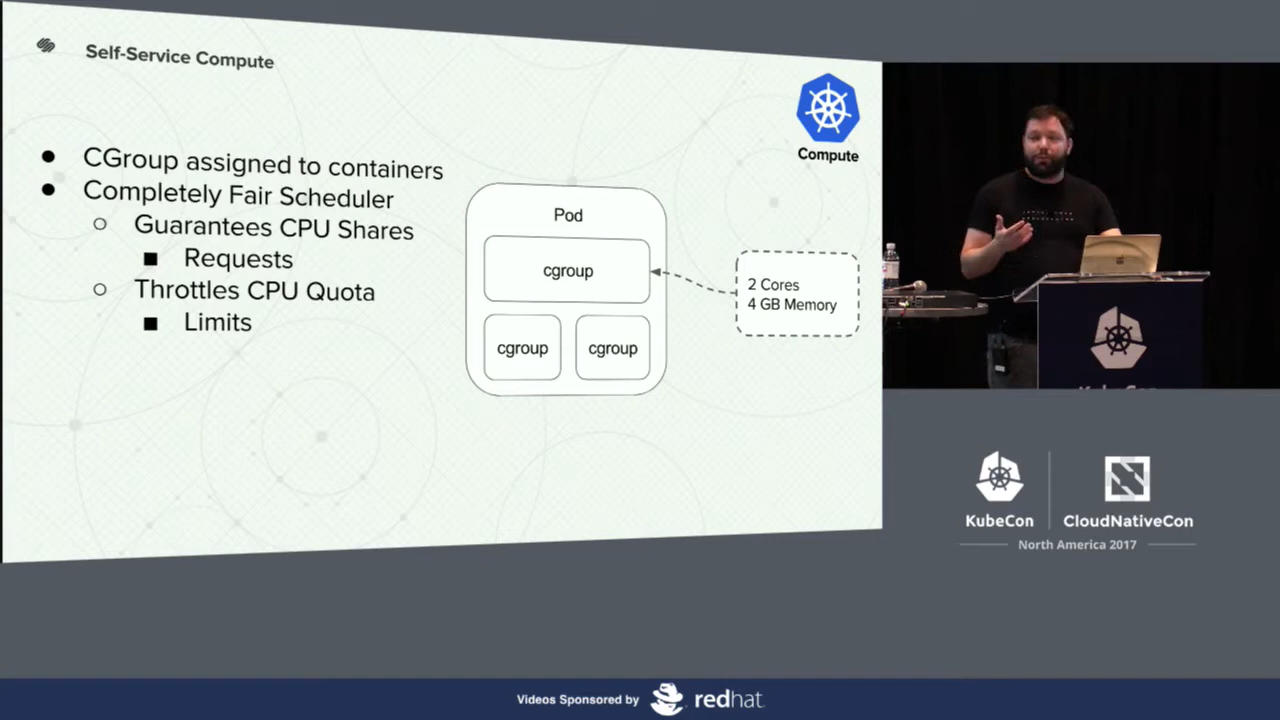 Self-Service Compute
Compute
CGroup assigned to containers
Completely Fair Scheduler
Guarantees CPU Shares
Requests
Throttles CPU Quota
Limits
Pod
cgroup
cgroup
cgroup
2 Cores
4 GB Memory
KubeCon
CloudNativeCon
North America 2017
Videos Sponsored by
redhat